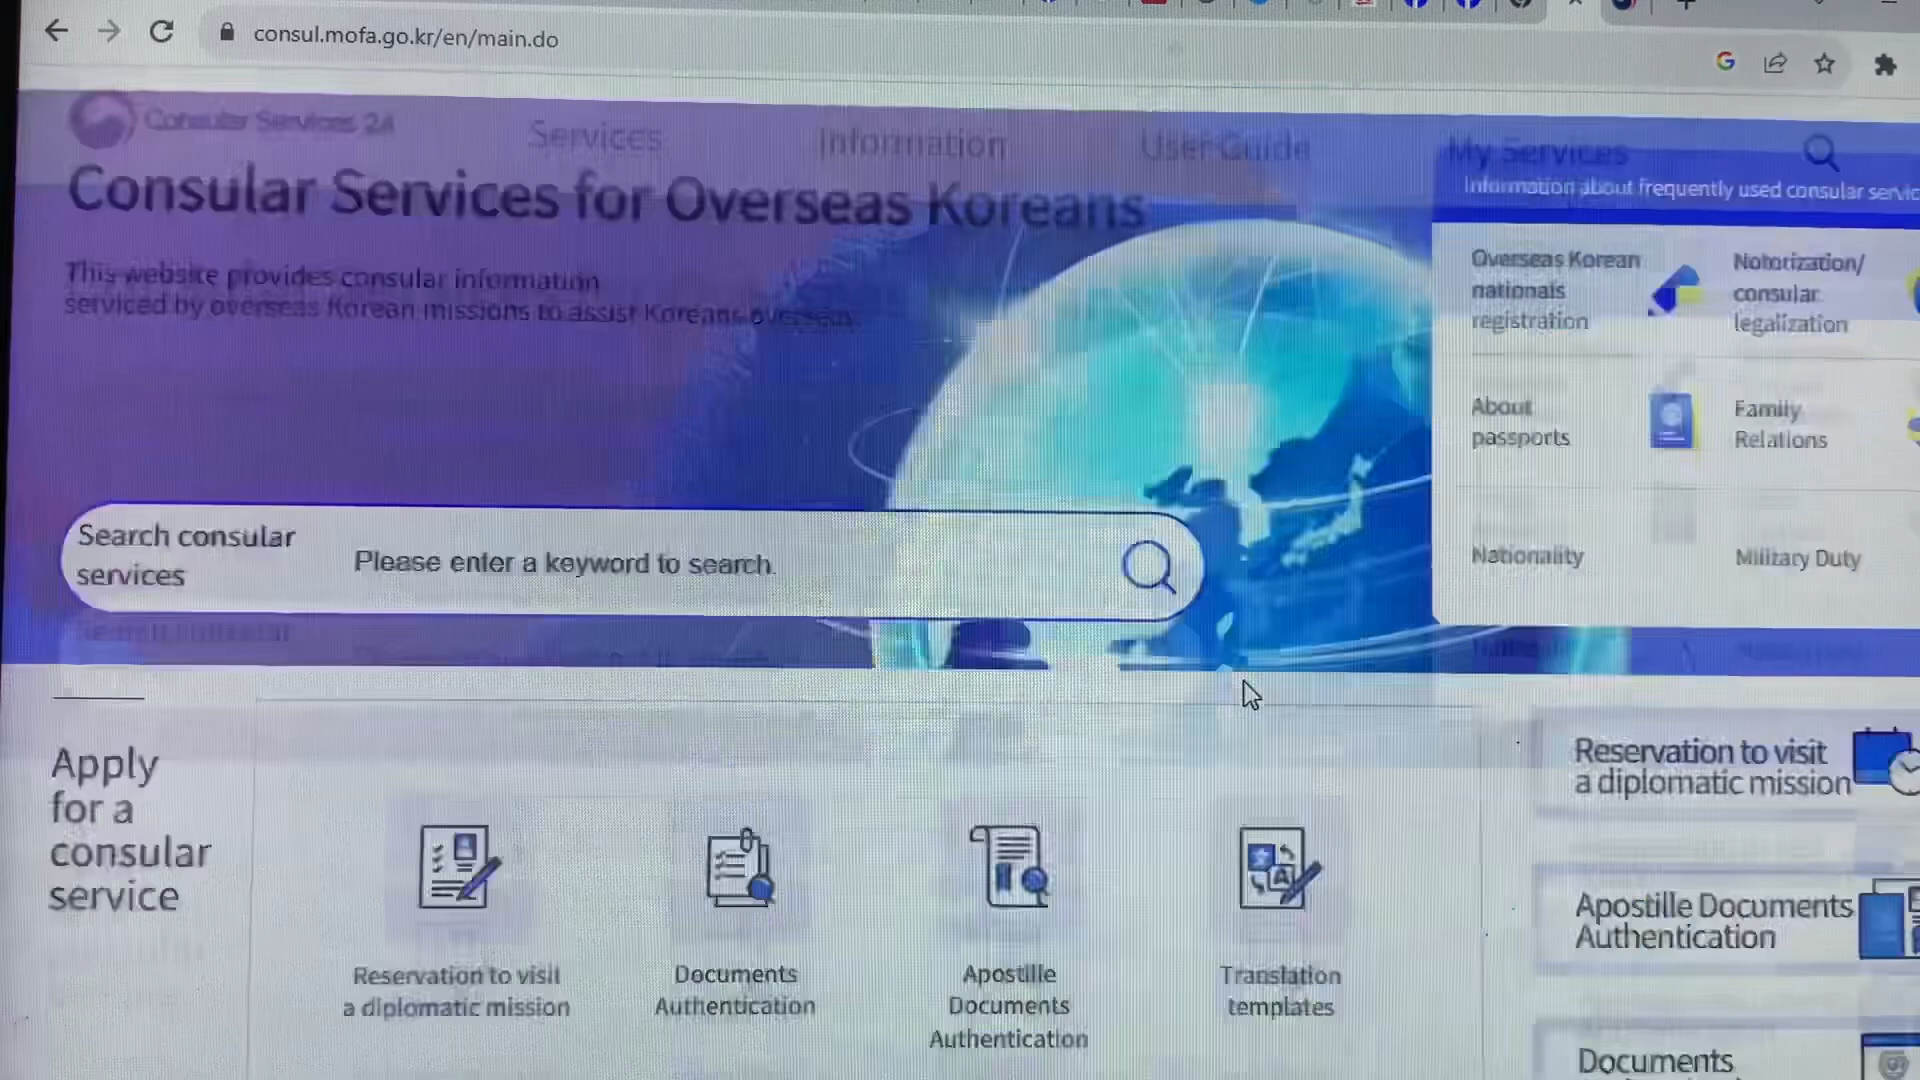 consul.mofa.go.kr/en/main.do
Consular Services 24
Services
Information
User Guide
My Services
Consular Services for Overseas Koreans
This website provides consular information
serviced by overseas Korean missions to assist Koreans overseas.
Information about frequently used consular servic
Overseas Korean
nationals
registration
Notorization/
consular
legalization
About
passports
Family
Relations
Nationality
Military Duty
Search consular
services
Please enter a keyword to search.
Apply
for a
consular
service
Reservation to visit
a diplomatic mission
Documents
Authentication
Apostille
Documents
Authentication
Translation
templates
Reservation to visit
a diplomatic mission
Apostille Documents
Authentication
Documents